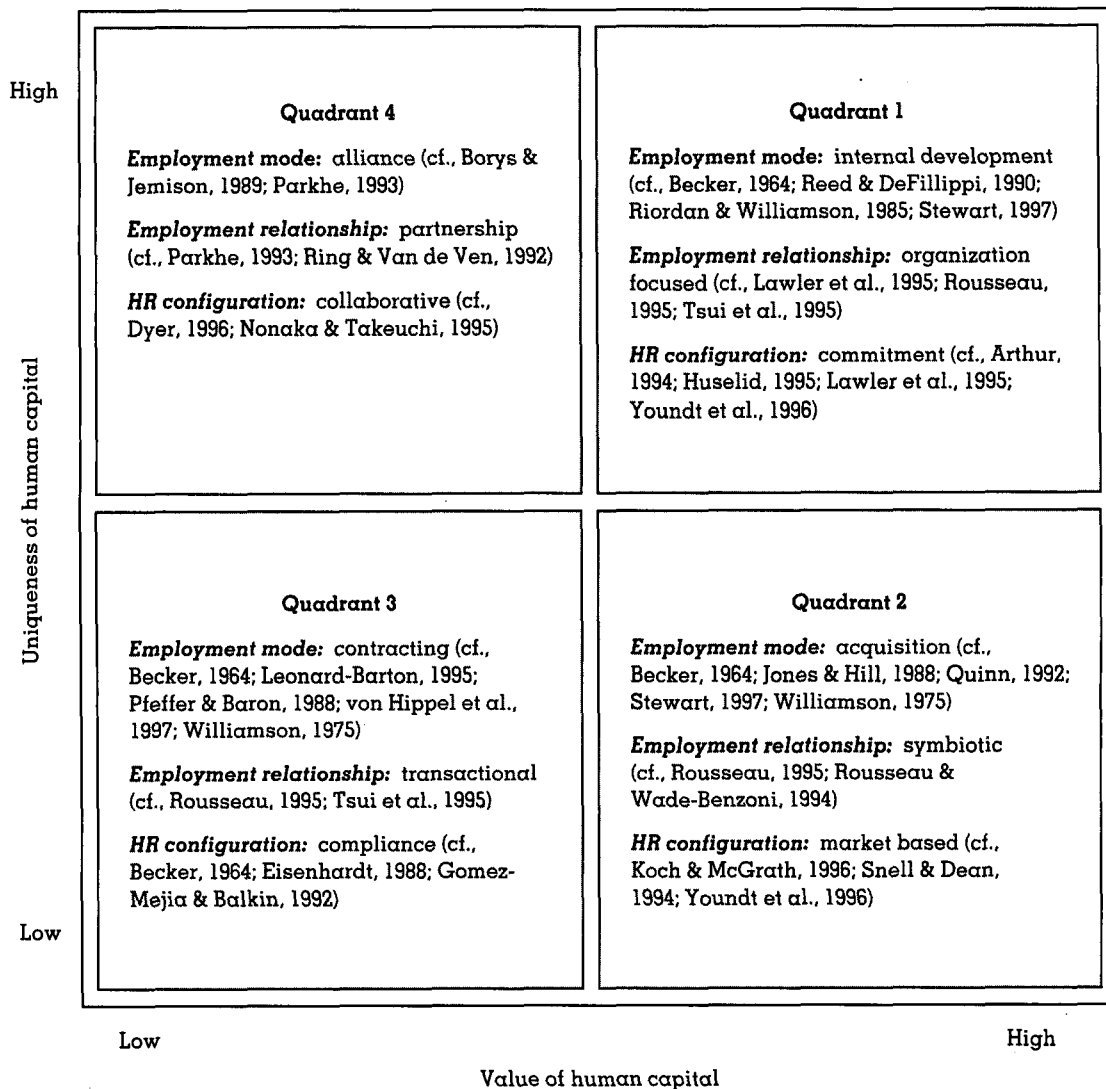 High
Quadrant 4
Employment mode: alliance (cf., Borys &
Jemison, 1989; Parkhe, 1993)
Employment relationship: partnership
(cf., Parkhe, 1993; Ring & Van de Ven, 1992)
HR configuration: collaborative (cf.,
Dyer, 1996; Nonaka & Takeuchi, 1995)
Quadrant 1
Employment mode: internal development
(cf., Becker, 1964; Reed & DeFillippi, 1990;
Riordan & Williamson, 1985; Stewart, 1997)
Employment relationship: organization
focused (cf., Lawler et al., 1995; Rousseau,
1995; Tsui et al., 1995)
HR configuration: commitment (cf., Arthur,
1994; Huselid, 1995; Lawler et al., 1995;
Youndt et al., 1996)
Uniqueness of human capital
Quadrant 3
Employment mode: contracting (cf.,
Becker, 1964; Leonard-Barton, 1995;
Pfeffer & Baron, 1988; von Hippel et al.,
1997; Williamson, 1975)
Employment relationship: transactional
(cf., Rousseau, 1995; Tsui et al., 1995)
HR configuration: compliance (cf.,
Becker, 1964; Eisenhardt, 1988; Gomez-
Mejia & Balkin, 1992)
Quadrant 2
Employment mode: acquisition (cf.,
Becker, 1964; Jones & Hill, 1988; Quinn, 1992;
Stewart, 1997; Williamson, 1975)
Employment relationship: symbiotic
(cf., Rousseau, 1995; Rousseau &
Wade-Benzoni, 1994)
HR configuration: market based (cf.,
Koch & McGrath, 1996; Snell & Dean,
1994; Youndt et al., 1996)
Low
Low
High
Value of human capital